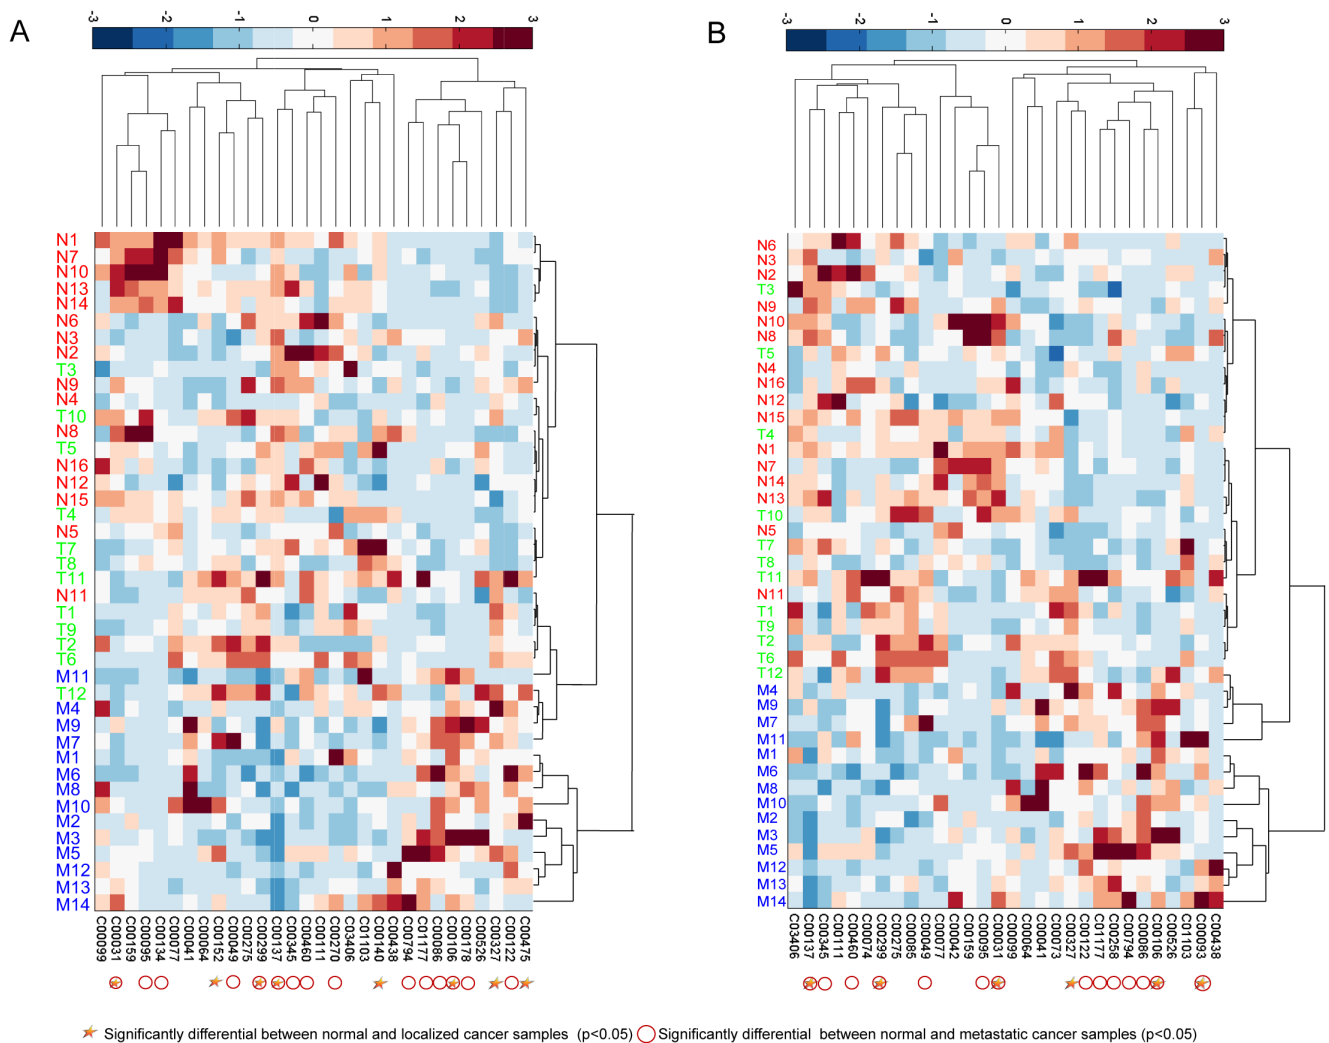 A
-3 -2 -1 0 1 2 3
N1
N7
N10
N13
N14
N6
N3
N2
T3
N9
N4
T10
N8
T5
N16
N12
N15
T4
N5
T7
T8
T11
N11
T1
T9
T2
T6
M11
T12
M4
M9
M7
M1
M6
M8
M10
M2
M3
M5
M12
M13
M14
C00099
C00031
C00159
C00095
C00134
C00077
C00041
C00064
C00152
C00449
C00275
C00299
C00137
C00345
C00460
C00111
C00270
C03406
C01103
C00140
C00438
C00794
C01177
C00086
C00106
C00178
C00526
C00327
C00122
C00475
B
-3 -2 -1 0 1 2 3
N6
N3
N2
T3
N9
N10
N8
T5
N4
N16
N12
N15
T4
N1
N7
N14
N13
T10
N5
T7
T8
T11
N11
T1
T9
T2
T6
T12
M4
M9
M7
M11
M1
M6
M8
M10
M2
M3
M5
M12
M13
M14
C03406
C00137
C00345
C00111
C00460
C00074
C00299
C00275
C00085
C00449
C00077
C00042
C00159
C00095
C00031
C00099
C00064
C00041
C00073
C00327
C00122
C01177
C00258
C00794
C00086
C00106
C00526
C01103
C00093
C00438
Significantly differential between normal and localized cancer samples (p<0.05)
Significantly differential between normal and metastatic cancer samples (p<0.05)